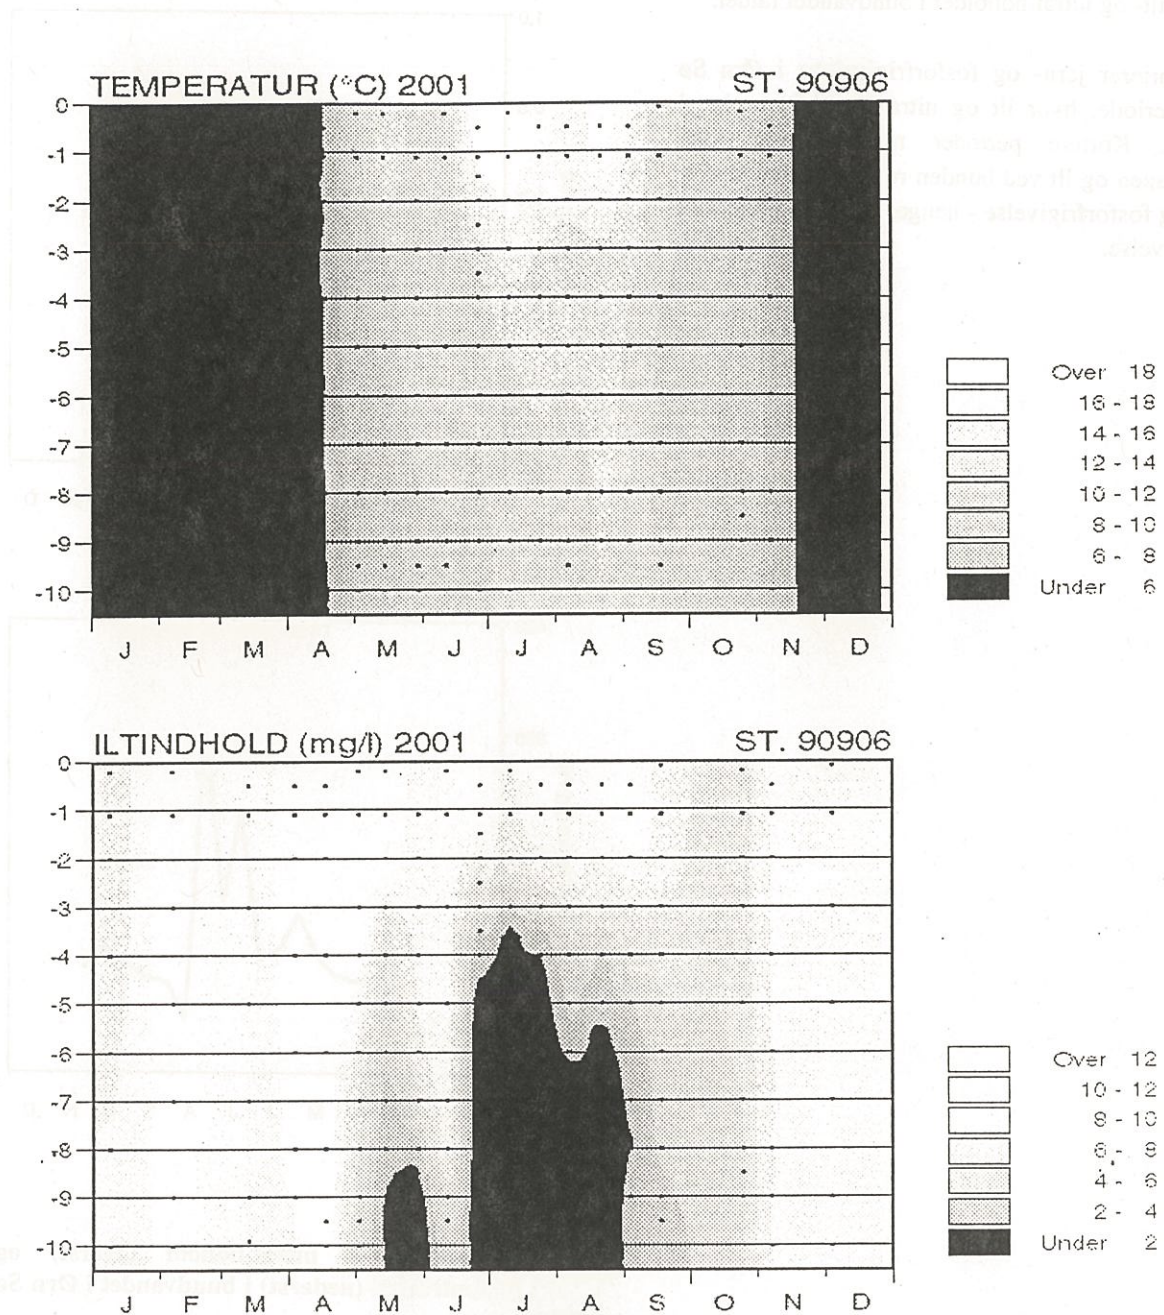 TEMPERATUR (°C) 2001 ST. 90906
0
-1
-2
-3
-4
-5
-6
-7
-8
-9
-10
J F M A M J J A S O N D
Over 18
16 - 18
14 - 16
12 - 14
10 - 12
8 - 10
6 - 8
Under 6
ILTINDHOLD (mg/l) 2001 ST. 90906
0
-1
-2
-3
-4
-5
-6
-7
-8
-9
-10
J F M A M J J A S O N D
Over 12
10 - 12
8 - 10
6 - 8
4 - 6
2 - 4
Under 2